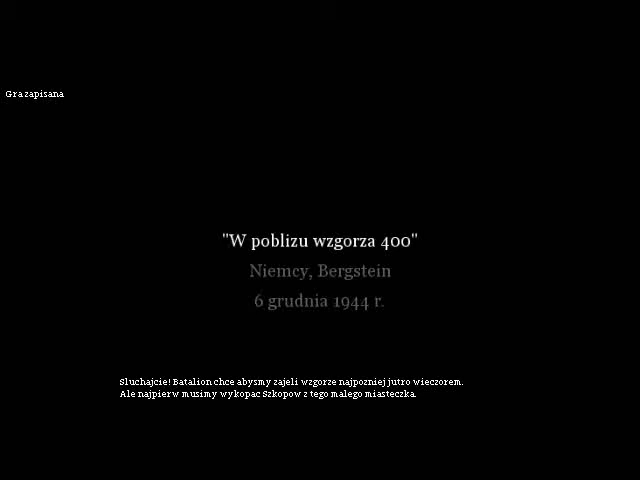 Gra zapisana
"W poblizu wzgorza 400"
Niemcy, Bergstein
6 grudnia 1944 r.
Sluchajcie! Batalion chce abysmy zajeli wzgorze najpozniej jutro wieczorem.
Ale najpierw musimy wykopac Szkopow z tego malego miasteczka.